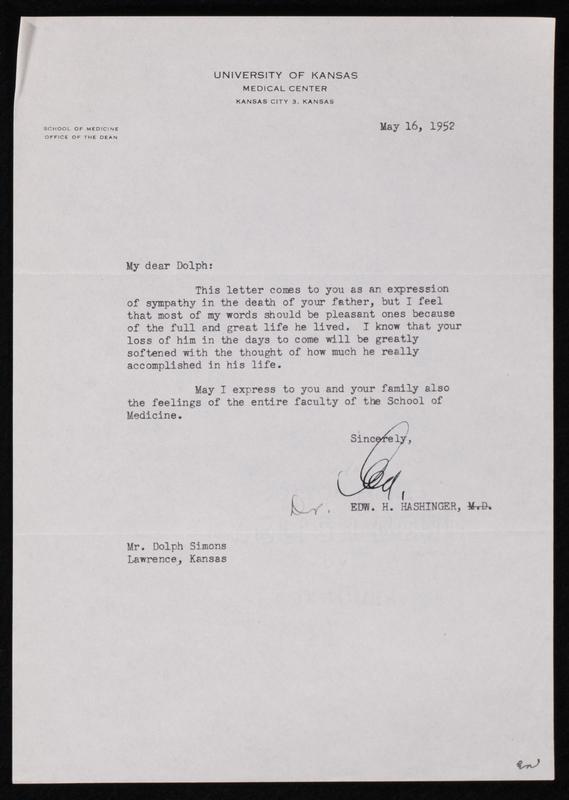 UNIVERSITY OF KANSAS
MEDICAL CENTER
KANSAS CITY 3, KANSAS
SCHOOL OF MEDICINE
OFFICE OF THE DEAN
May 16, 1952
My dear Dolph:
This letter comes to you as an expression
of sympathy in the death of your father, but I feel
that most of my words should be pleasant ones because
of the full and great life he lived. I know that your
loss of him in the days to come will be greatly
softened with the thought of how much he really
accomplished in his life.
May I express to you and your family also
the feelings of the entire faculty of the School of
Medicine.
Sincerely,
Ed,
Dr. EDW. H. HASHINGER, M.D.
Mr. Dolph Simons
Lawrence, Kansas